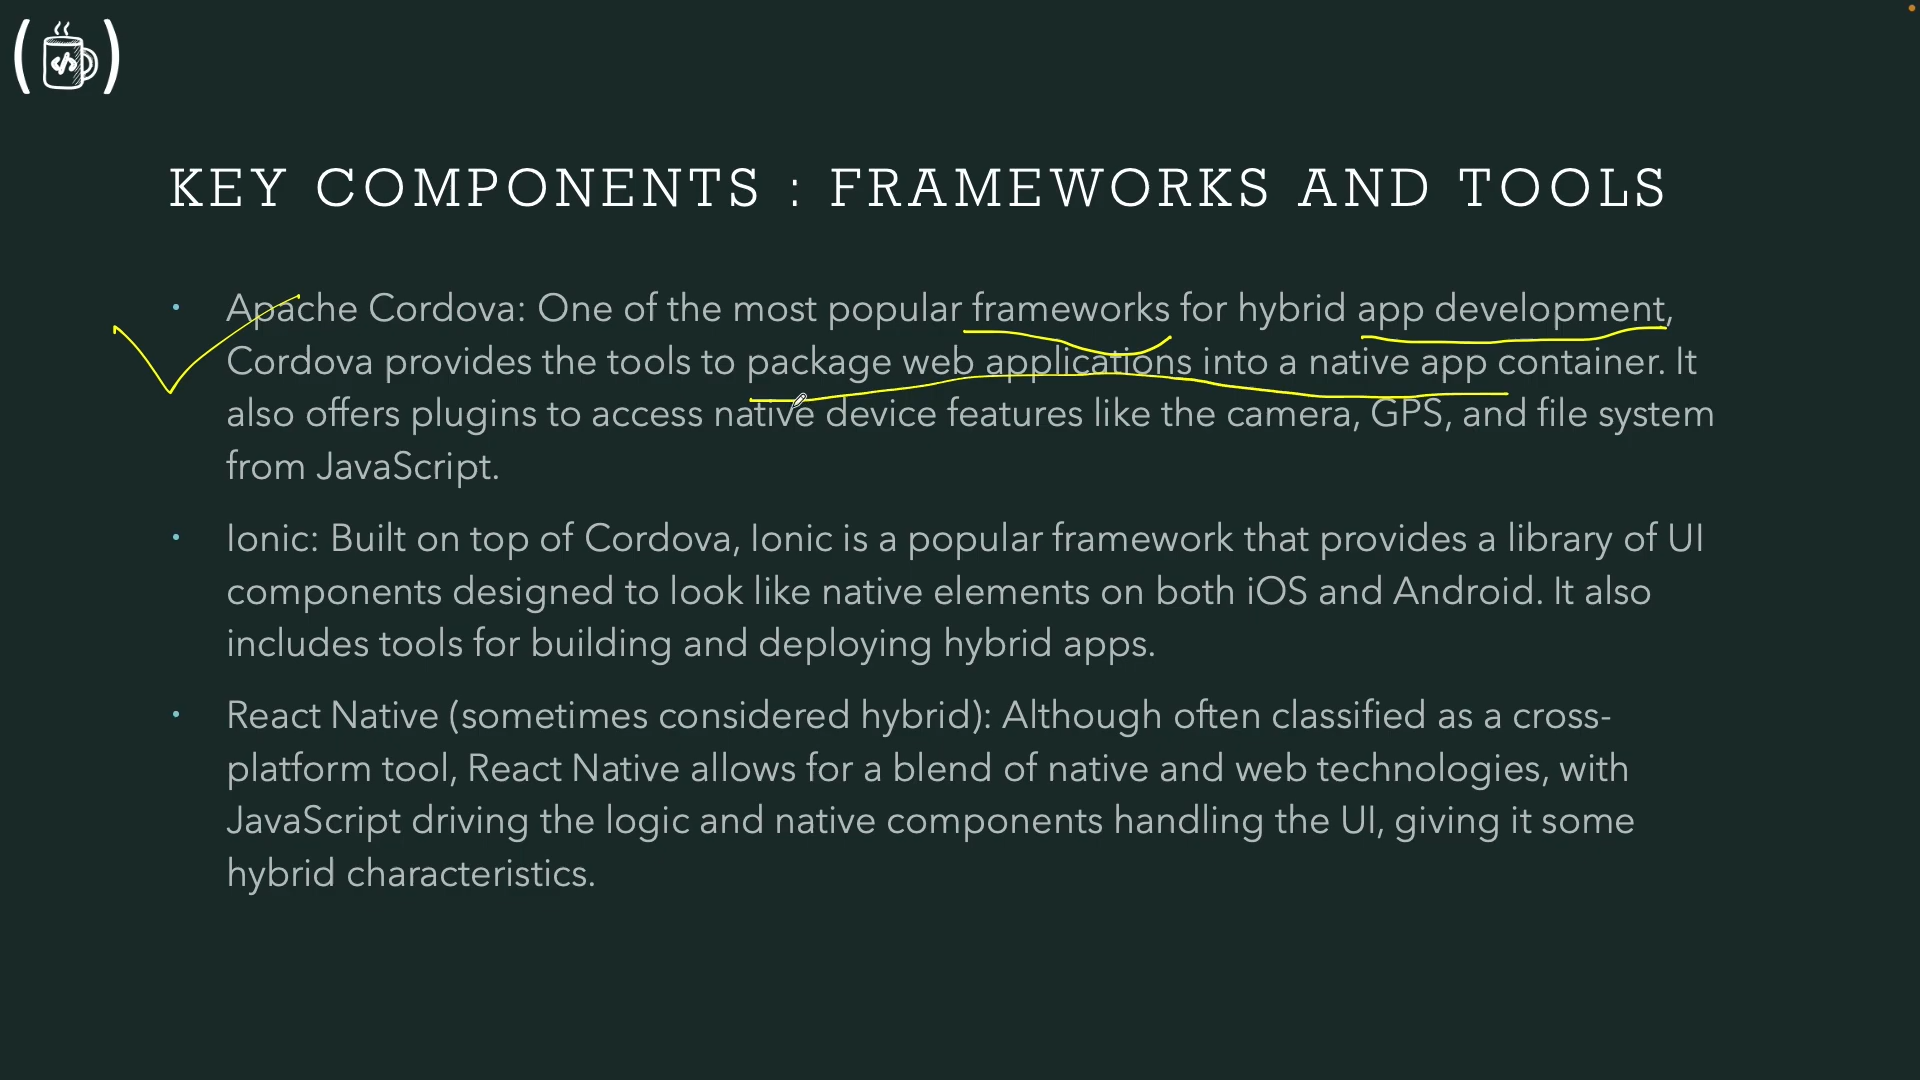 KEY COMPONENTS : FRAMEWORKS AND TOOLS
• Apache Cordova: One of the most popular frameworks for hybrid app development,
Cordova provides the tools to package web applications into a native app container. It
also offers plugins to access native device features like the camera, GPS, and file system
from JavaScript.
• Ionic: Built on top of Cordova, Ionic is a popular framework that provides a library of UI
components designed to look like native elements on both iOS and Android. It also
includes tools for building and deploying hybrid apps.
• React Native (sometimes considered hybrid): Although often classified as a cross-
platform tool, React Native allows for a blend of native and web technologies, with
JavaScript driving the logic and native components handling the UI, giving it some
hybrid characteristics.